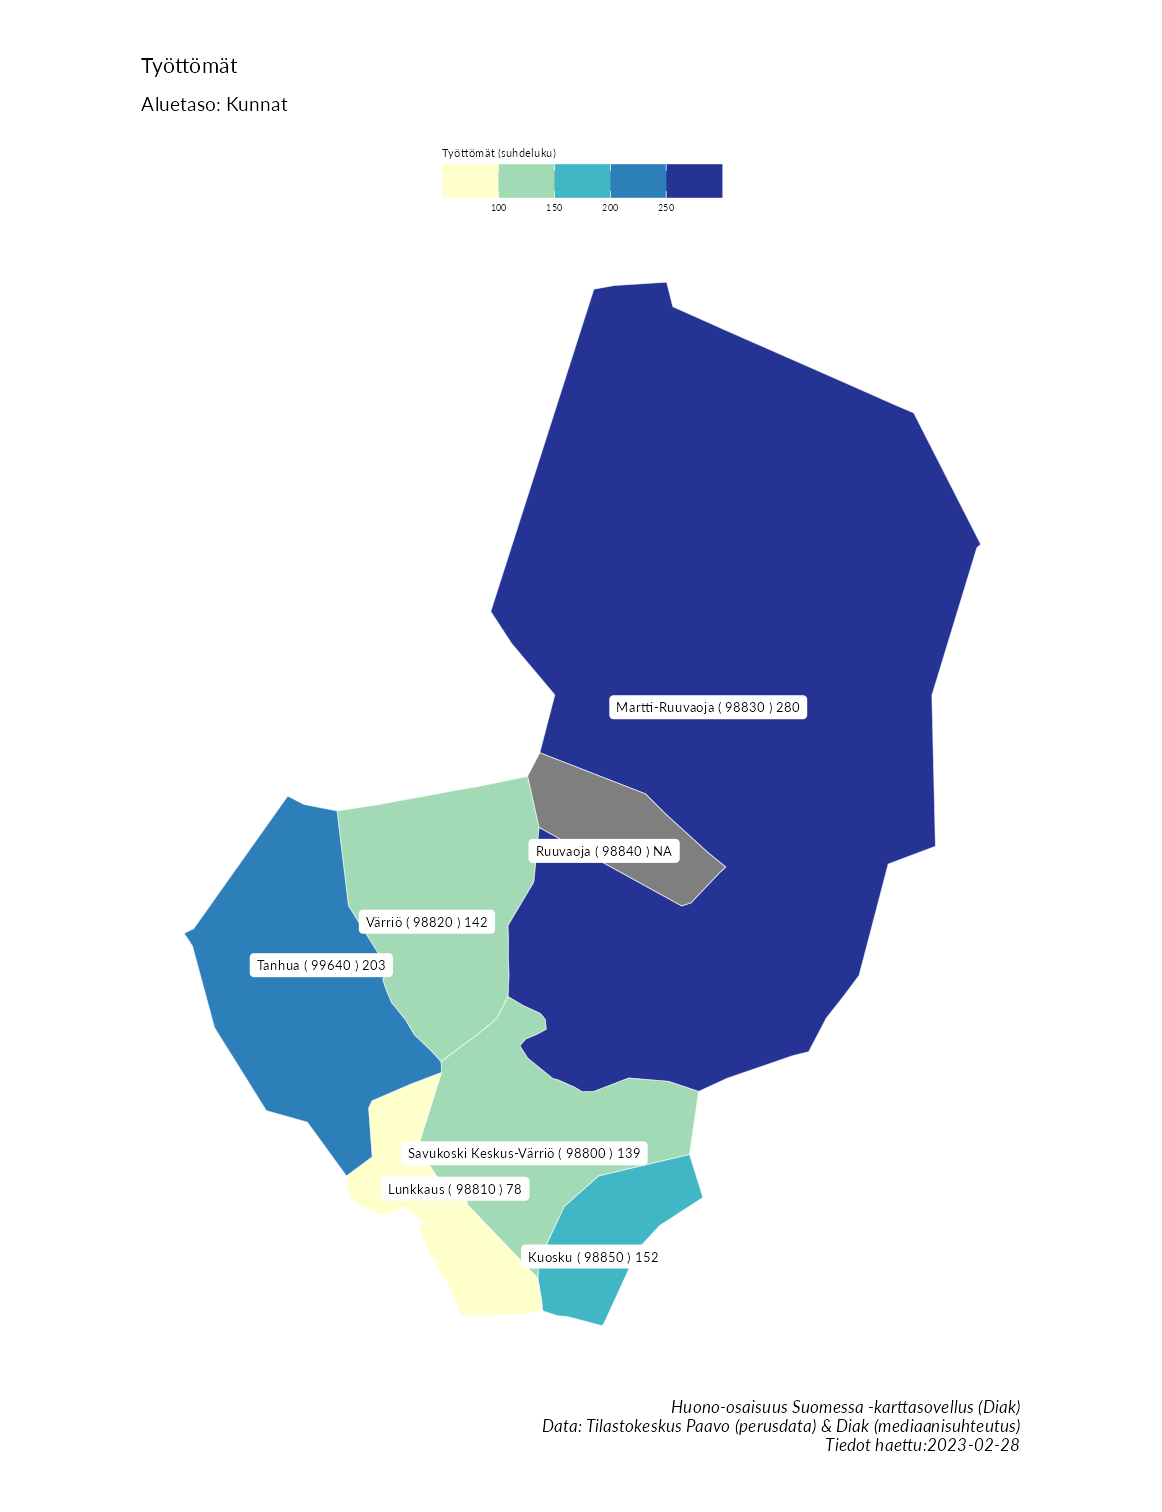 Työttömät
Aluetaso: Kunnat
Työttömät (suhdeluku)
100 150 200 250
Martti-Ruuvaoja ( 98830 ) 280
Ruuvaoja ( 98840 ) NA
Värriö ( 98820 ) 142
Tanhua ( 99640 ) 203
Savukoski Keskus-Värriö ( 98800 ) 139
Lunkkaus ( 98810 ) 78
Kuosku ( 98850 ) 152
Huono-osaisuus Suomessa -karttasovellus (Diak)
Data: Tilastokeskus Paavo (perusdata) & Diak (mediaanisuhteutus)
Tiedot haettu:2023-02-28